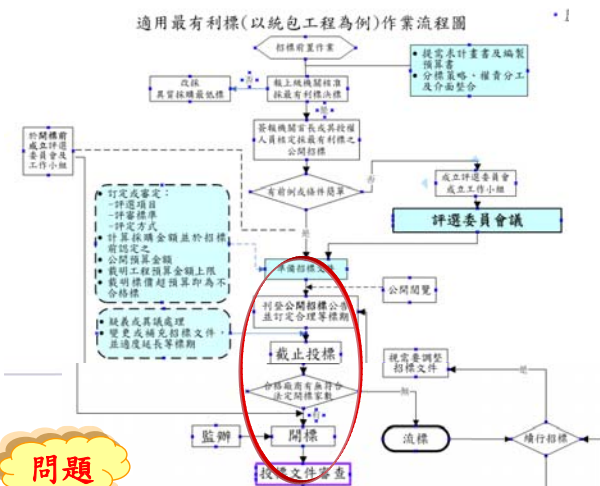 適用最有利標(以統包工程為例)作業流程圖
招標前置作業
• 提需求計畫書及編製
預算書
• 分標策略、權責分工
及介面整合
改採
異質採購最低標
否
報上級機關核准
採最有利標決標
是
簽報機關首長或其授權
人員核定採最有利標之
公開招標
於開標前
成立評選
委員會及
工作小組
有前例或條件簡單
否
成立評選委員會
成立工作小組
評選委員會議
是
• 訂定或審定：
-評選項目
-評審標準
-評定方式
• 計算採購金額並於招標
前認定之
• 公開預算金額
• 載明工程預算金額上限
• 載明標價超預算即為不
合格標
準備招標文件
公開閱覽
刊登公開招標公告
並訂定合理等標期
• 疑義或異議處理
• 變更或補充招標文件，
並適度延長等標期
截止投標
視需要調整
招標文件
是
合格廠商有無符合
法定開標家數
無
有
監辦
開標
流標
續行招標
問題
投標文件審查